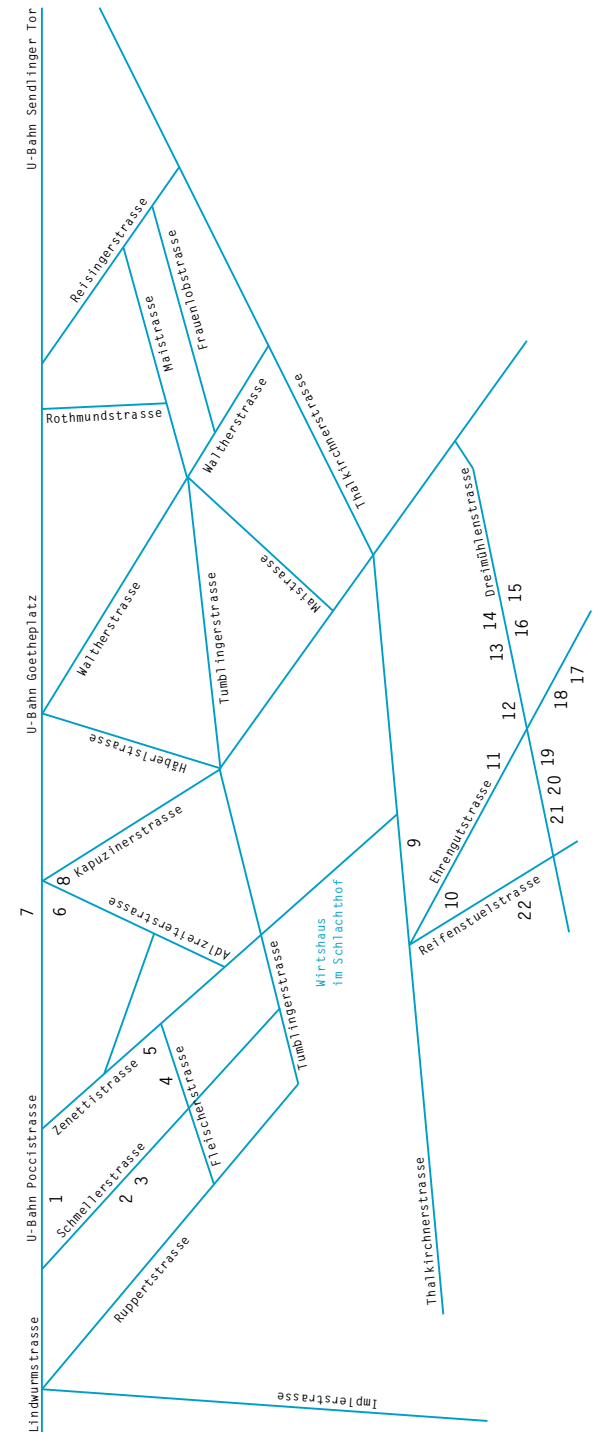 U-Bahn Sendlinger Tor
Reisingerstrasse
Maistrasse
Frauenlobstrasse
Rothmundstrasse
Waltherstrasse
Thalkirchnerstrasse
U-Bahn Goetheplatz
Waltherstrasse
Tumblingerstrasse
Maistrasse
Häberlstrasse
Dreimühlenstrasse
14
15
13
16
12
18
17
11
19
20
21
Ehrengutstrasse
Kapuzinerstrasse
7
8
6
Adlzreiterstrasse
9
10
22
Reifenstuelstrasse
Wirtshaus
im Schlachthof
Tumblingerstrasse
U-Bahn Poccistrasse
Zenettistrasse
5
4
Fleischerstrasse
1
Schmellerstrasse
2
3
Ruppertstrasse
Thalkirchnerstrasse
Lindwurmstrasse
Implerstrasse